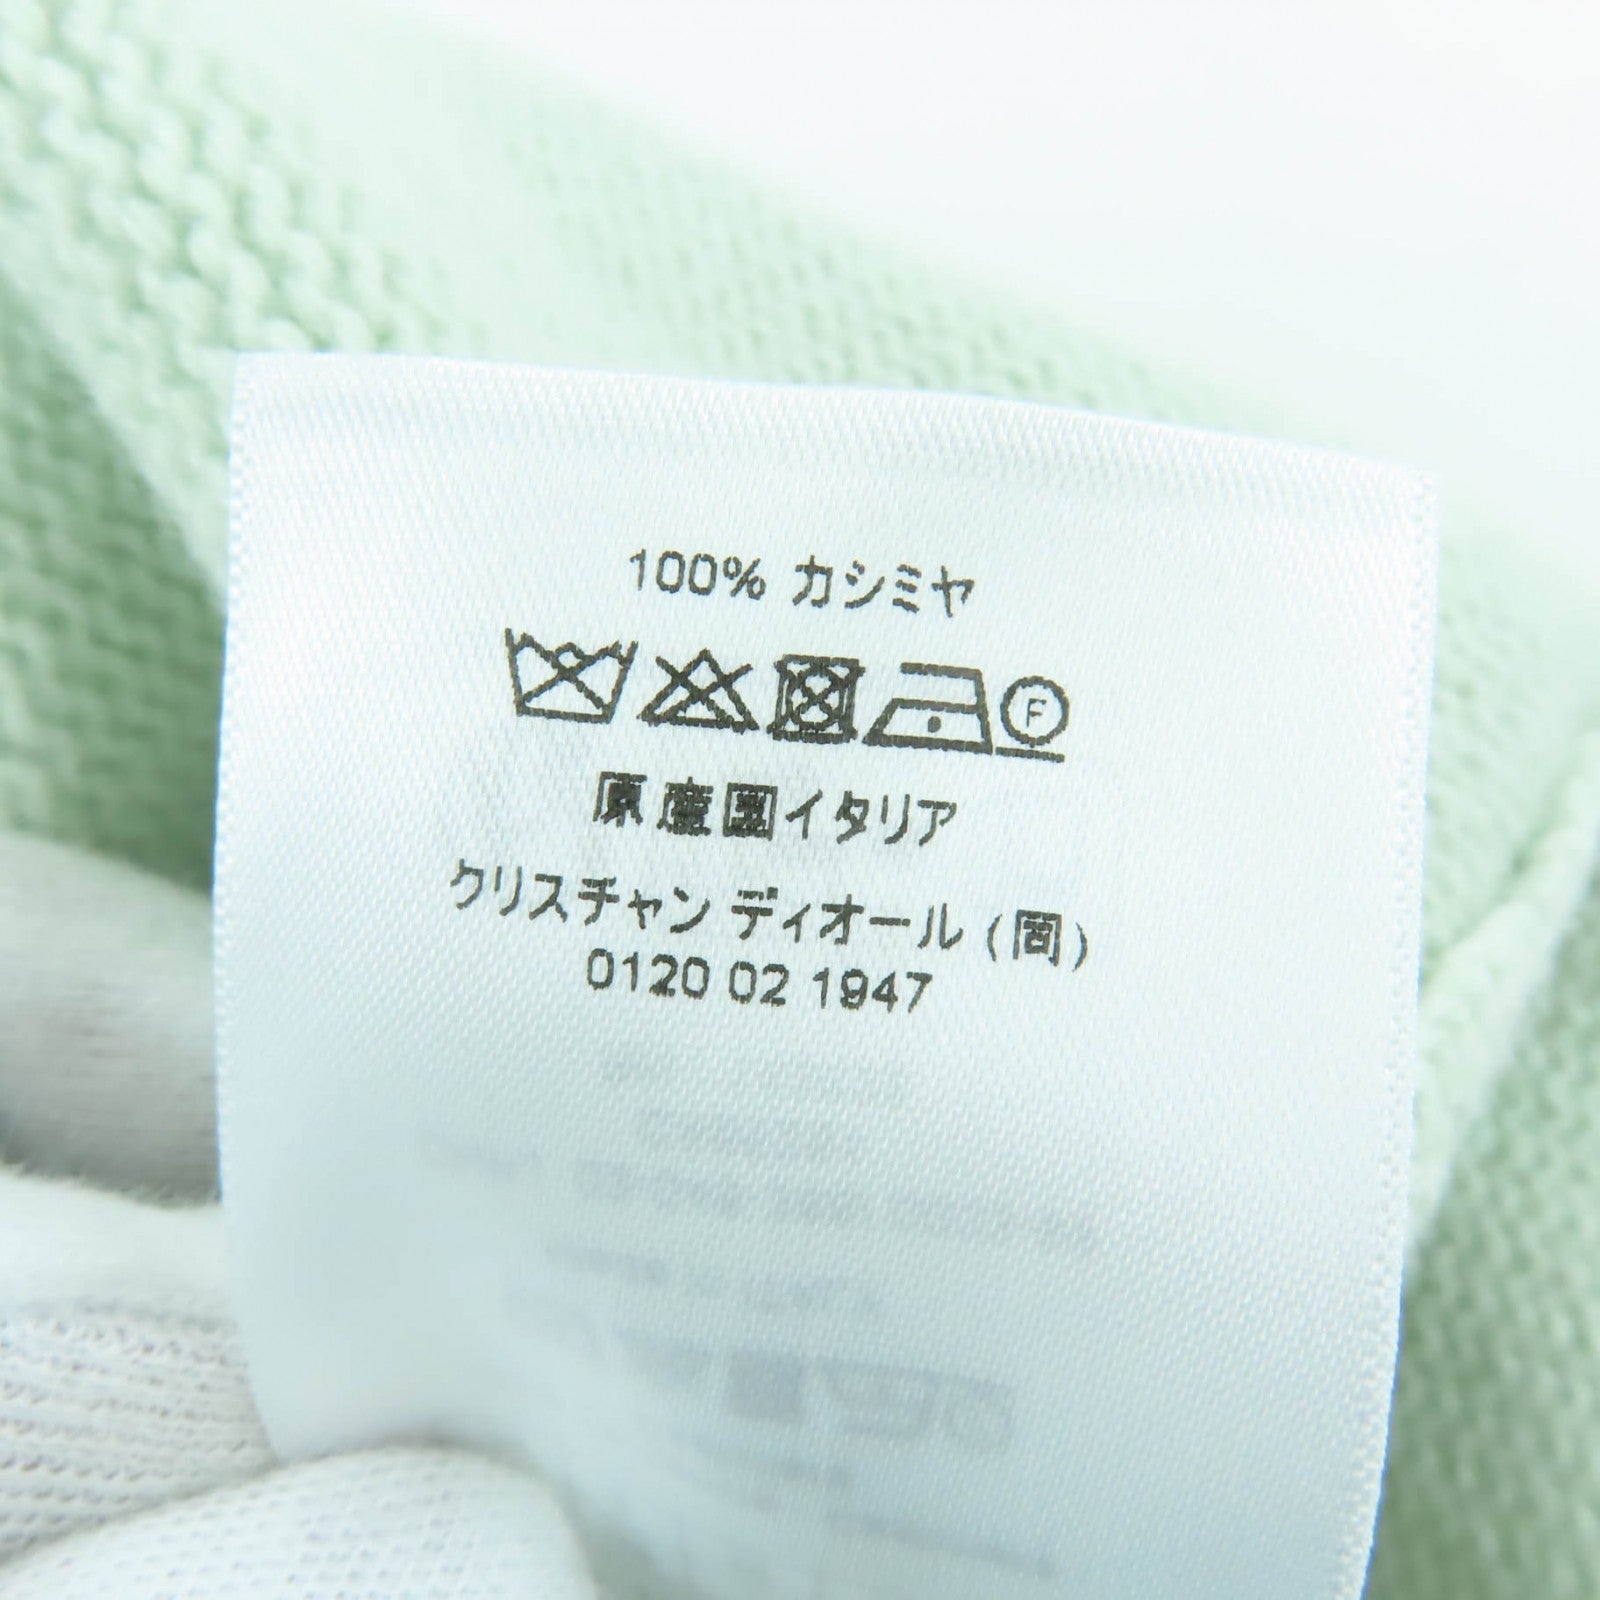 100% カシミヤ
F
原産国イタリア
クリスチャン ディオール (同)
0120 02 1947